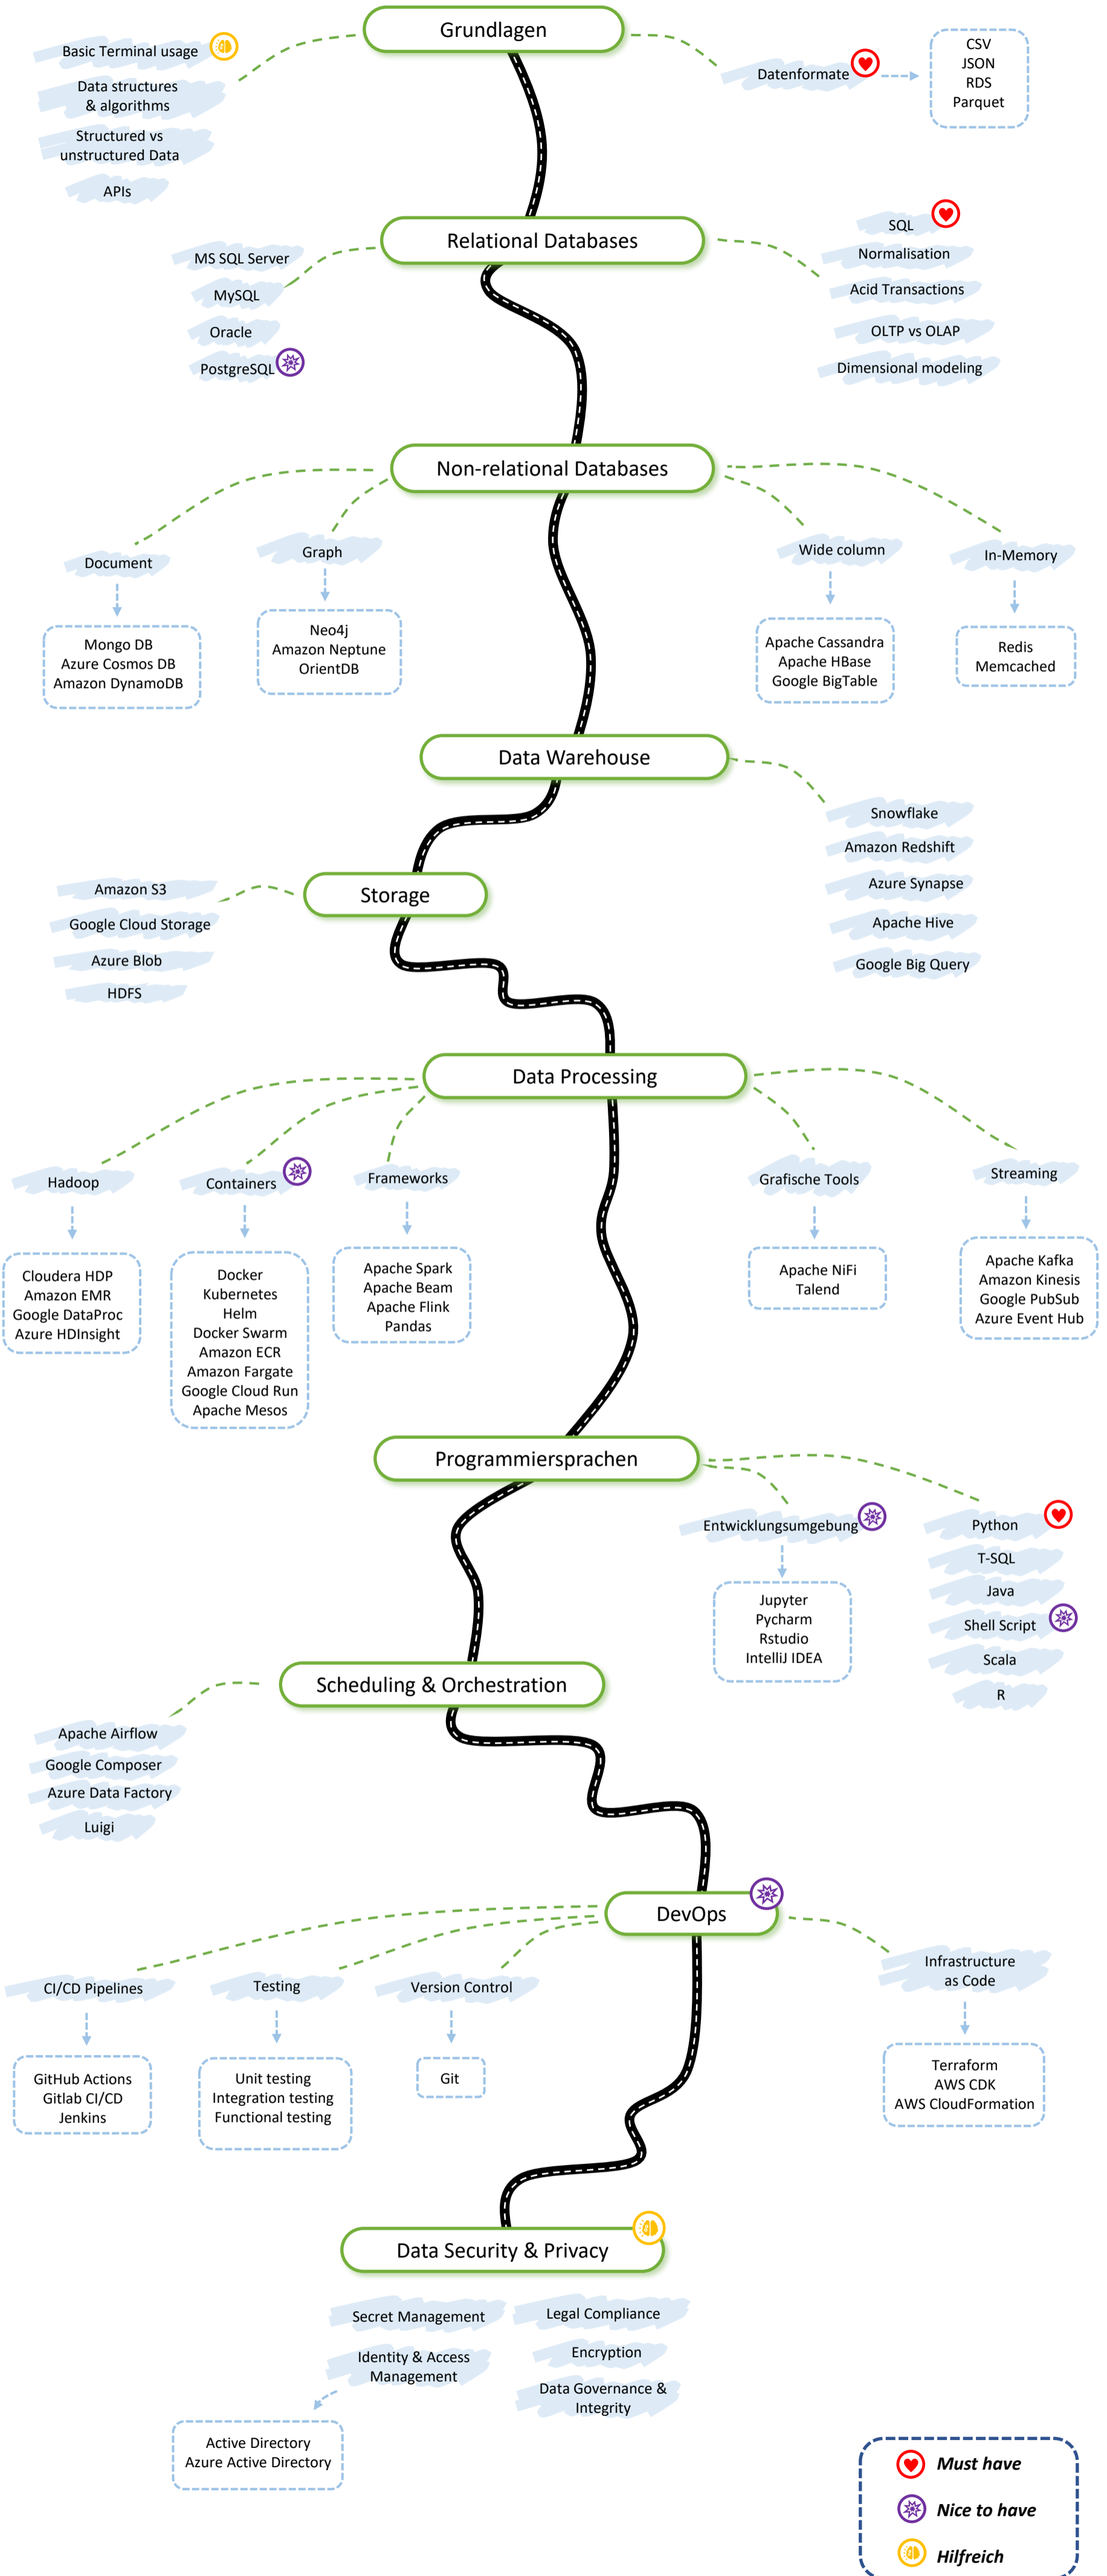 Grundlagen
Basic Terminal usage
Data structures
& algorithms
Structured vs
unstructured Data
APIs
Datenformate
CSV
JSON
RDS
Parquet
Relational Databases
MS SQL Server
MySQL
Oracle
PostgreSQL
SQL
Normalisation
Acid Transactions
OLTP vs OLAP
Dimensional modeling
Non-relational Databases
Document
Mongo DB
Azure Cosmos DB
Amazon DynamoDB
Graph
Neo4j
Amazon Neptune
OrientDB
Wide column
Apache Cassandra
Apache HBase
Google BigTable
In-Memory
Redis
Memcached
Data Warehouse
Snowflake
Amazon Redshift
Azure Synapse
Apache Hive
Google Big Query
Storage
Amazon S3
Google Cloud Storage
Azure Blob
HDFS
Data Processing
Hadoop
Cloudera HDP
Amazon EMR
Google DataProc
Azure HDInsight
Containers
Docker
Kubernetes
Helm
Docker Swarm
Amazon ECR
Amazon Fargate
Google Cloud Run
Apache Mesos
Frameworks
Apache Spark
Apache Beam
Apache Flink
Pandas
Grafische Tools
Apache NiFi
Talend
Streaming
Apache Kafka
Amazon Kinesis
Google PubSub
Azure Event Hub
Programmiersprachen
Entwicklungsumgebung
Jupyter
Pycharm
Rstudio
IntelliJ IDEA
Python
T-SQL
Java
Shell Script
Scala
R
Scheduling & Orchestration
Apache Airflow
Google Composer
Azure Data Factory
Luigi
DevOps
CI/CD Pipelines
GitHub Actions
Gitlab CI/CD
Jenkins
Testing
Unit testing
Integration testing
Functional testing
Version Control
Git
Infrastructure
as Code
Terraform
AWS CDK
AWS CloudFormation
Data Security & Privacy
Secret Management
Identity & Access
Management
Active Directory
Azure Active Directory
Legal Compliance
Encryption
Data Governance &
Integrity
Must have
Nice to have
Hilfreich